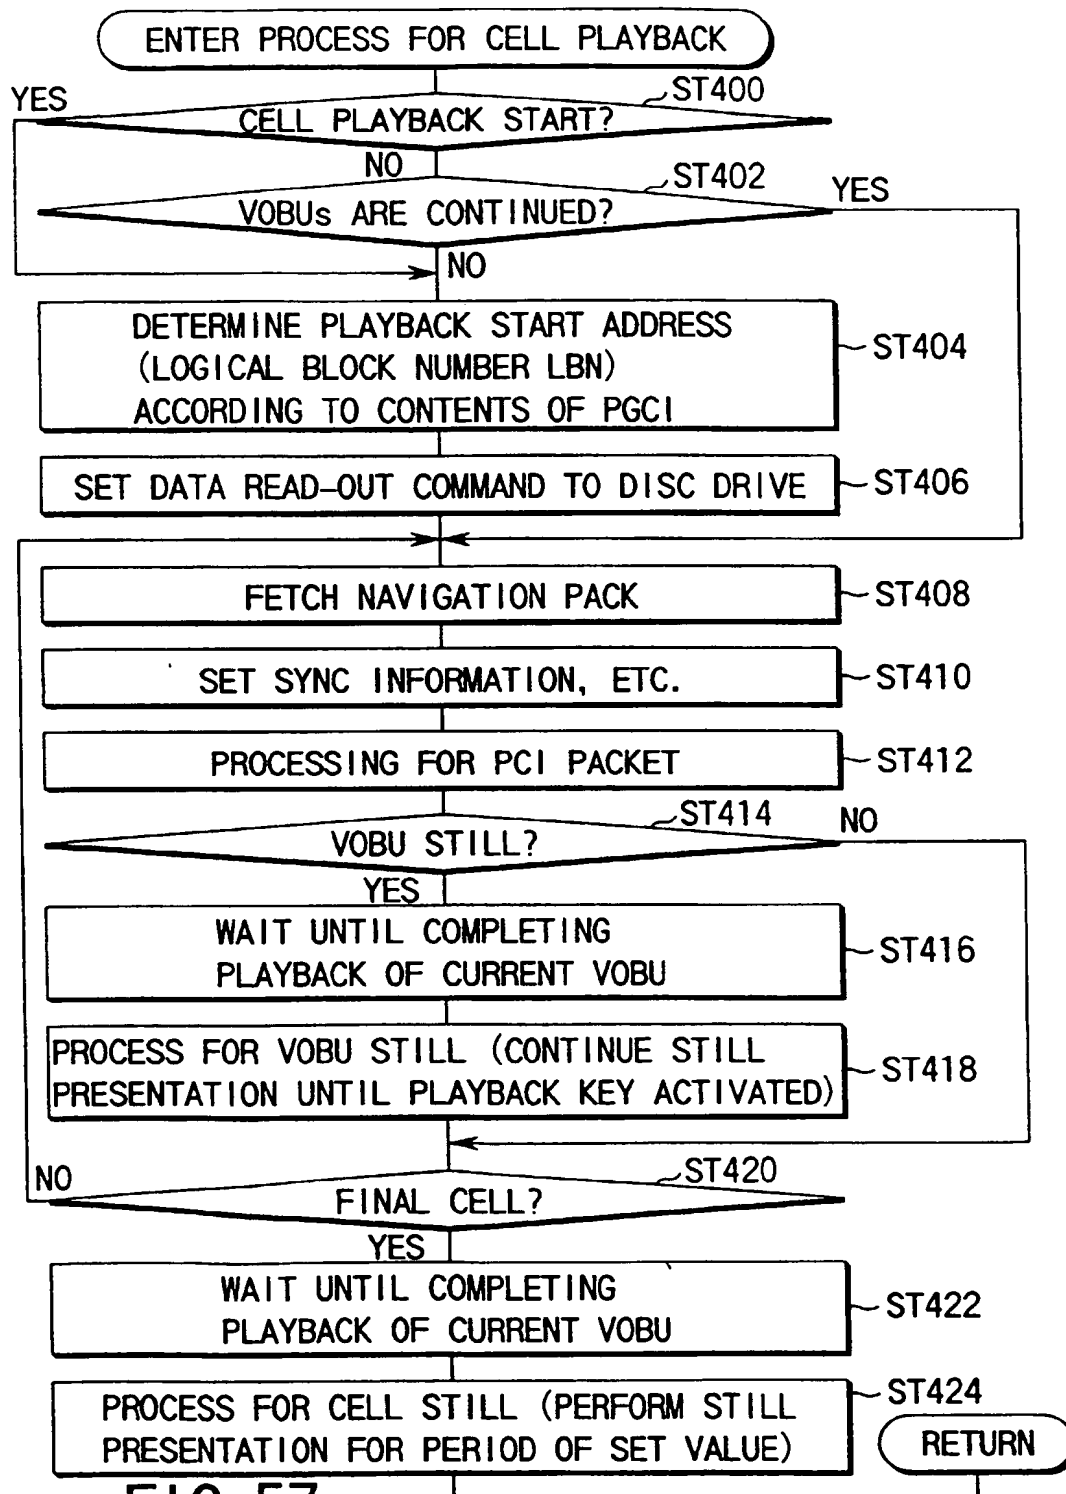 ENTER PROCESS FOR CELL PLAYBACK
YES
ST400
CELL PLAYBACK START?
NO
ST402
YES
VOBUs ARE CONTINUED?
NO
DETERMINE PLAYBACK START ADDRESS
(LOGICAL BLOCK NUMBER LBN)
ACCORDING TO CONTENTS OF PGCI
ST404
SET DATA READ-OUT COMMAND TO DISC DRIVE
ST406
FETCH NAVIGATION PACK
ST408
SET SYNC INFORMATION, ETC.
ST410
PROCESSING FOR PCI PACKET
ST412
ST414
NO
VOBU STILL?
YES
WAIT UNTIL COMPLETING
PLAYBACK OF CURRENT VOBU
ST416
PROCESS FOR VOBU STILL (CONTINUE STILL
PRESENTATION UNTIL PLAYBACK KEY ACTIVATED)
ST418
NO
ST420
FINAL CELL?
YES
WAIT UNTIL COMPLETING
PLAYBACK OF CURRENT VOBU
ST422
PROCESS FOR CELL STILL (PERFORM STILL
PRESENTATION FOR PERIOD OF SET VALUE)
ST424
RETURN
FIG. 57